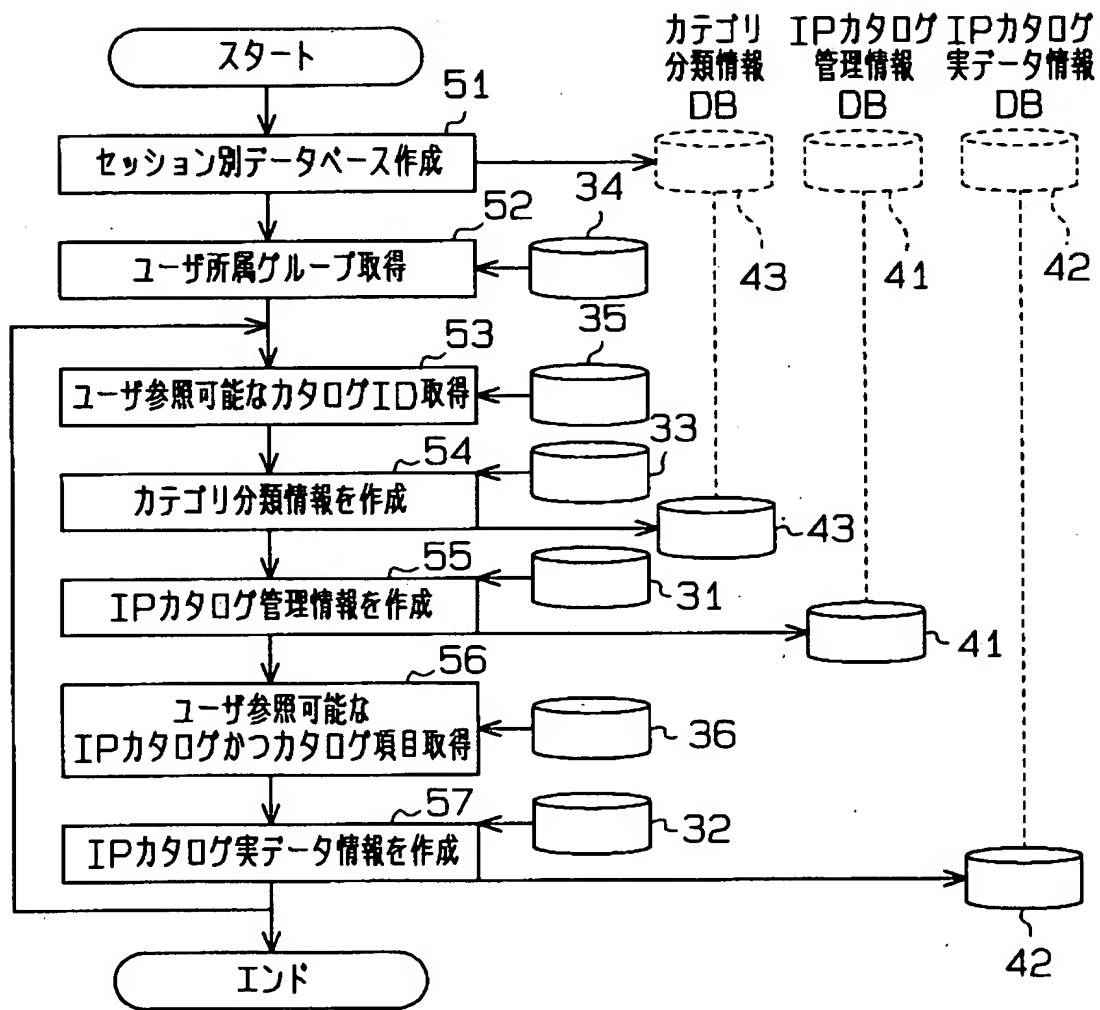 スタート
カテゴリ
分類情報
DB
IPカタログ
管理情報
DB
IPカタログ
実データ情報
DB
51
セッション別データベース作成
43
41
42
52
ユーザ所属グループ取得
34
53
ユーザ参照可能なカタログID取得
35
54
カテゴリ分類情報を作成
33
43
55
IPカタログ管理情報を作成
31
41
56
ユーザ参照可能な
IPカタログかつカタログ項目取得
36
57
IPカタログ実データ情報を作成
32
42
エンド